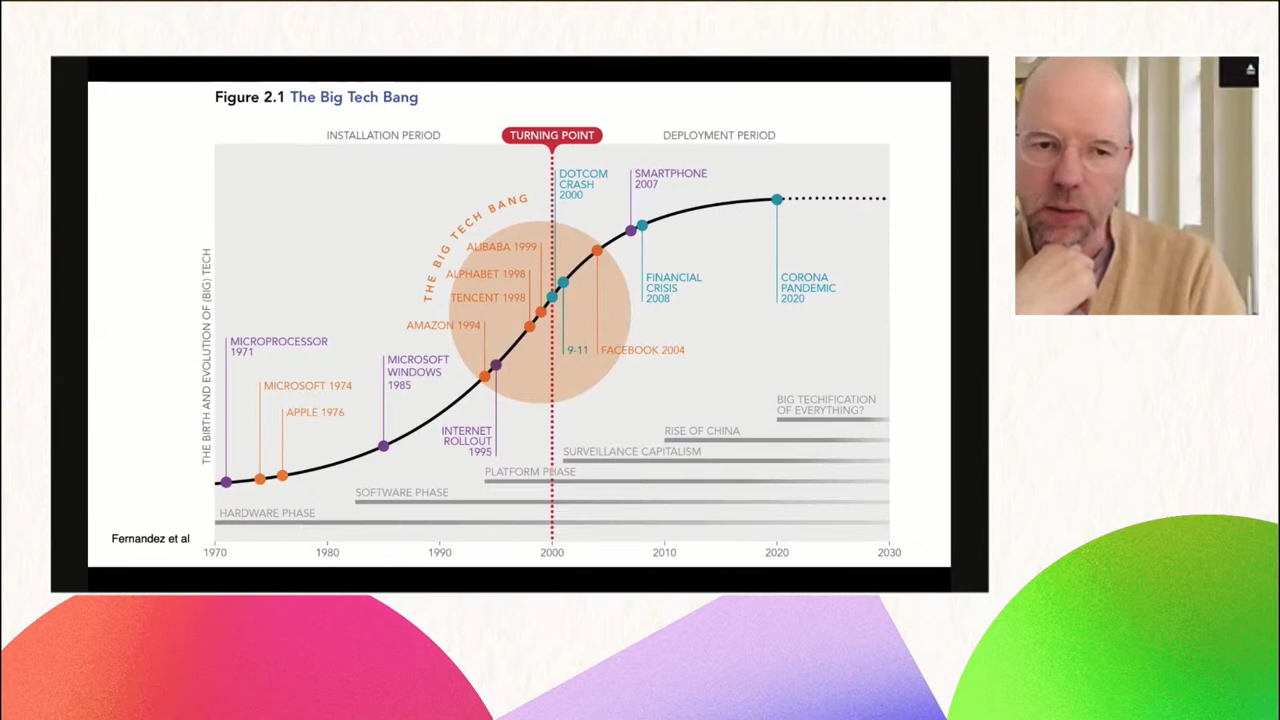 Figure 2.1 The Big Tech Bang
INSTALLATION PERIOD
TURNING POINT
DEPLOYMENT PERIOD
THE BIRTH AND EVOLUTION OF (BIG) TECH
THE BIG TECH BANG
DOTCOM
CRASH
2000
SMARTPHONE
2007
ALIBABA 1999
ALPHABET 1998
TENCENT 1998
AMAZON 1994
FINANCIAL
CRISIS
2008
CORONA
PANDEMIC
2020
MICROPROCESSOR
1971
MICROSOFT
WINDOWS
1985
9-11
FACEBOOK 2004
MICROSOFT 1974
APPLE 1976
INTERNET
ROLLOUT
1995
BIG TECHIFICATION
OF EVERYTHING?
RISE OF CHINA
SURVEILLANCE CAPITALISM
PLATFORM PHASE
SOFTWARE PHASE
HARDWARE PHASE
Fernandez et al
1970 1980 1990 2000 2010 2020 2030